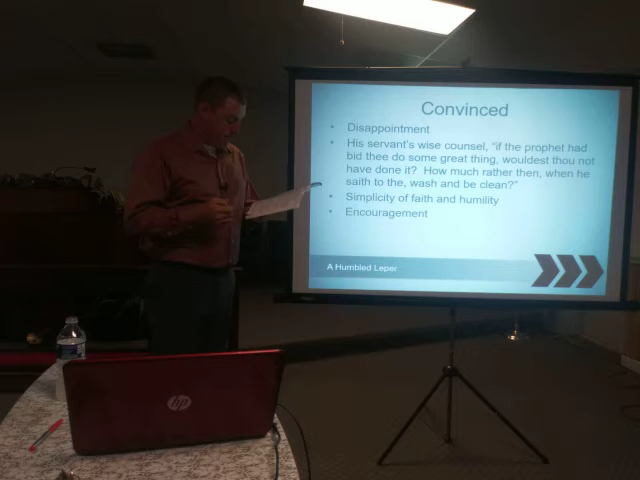 Convinced
• Disappointment
• His servant's wise counsel, "if the prophet had
bid thee do some great thing, wouldest thou not
have done it? How much rather then, when he
saith to the, wash and be clean?"
• Simplicity of faith and humility
• Encouragement
A Humbled Leper
hp